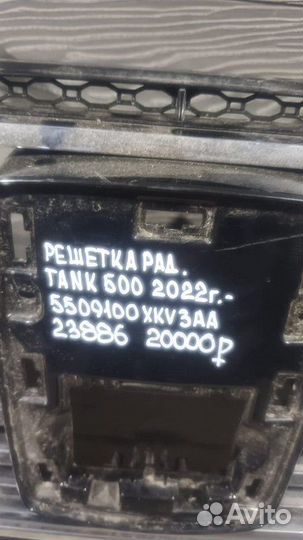 РЕШЕТКА РАД.
TANK 500 2022г.-
5509100XKV3AA
23886 20000₽
Avito